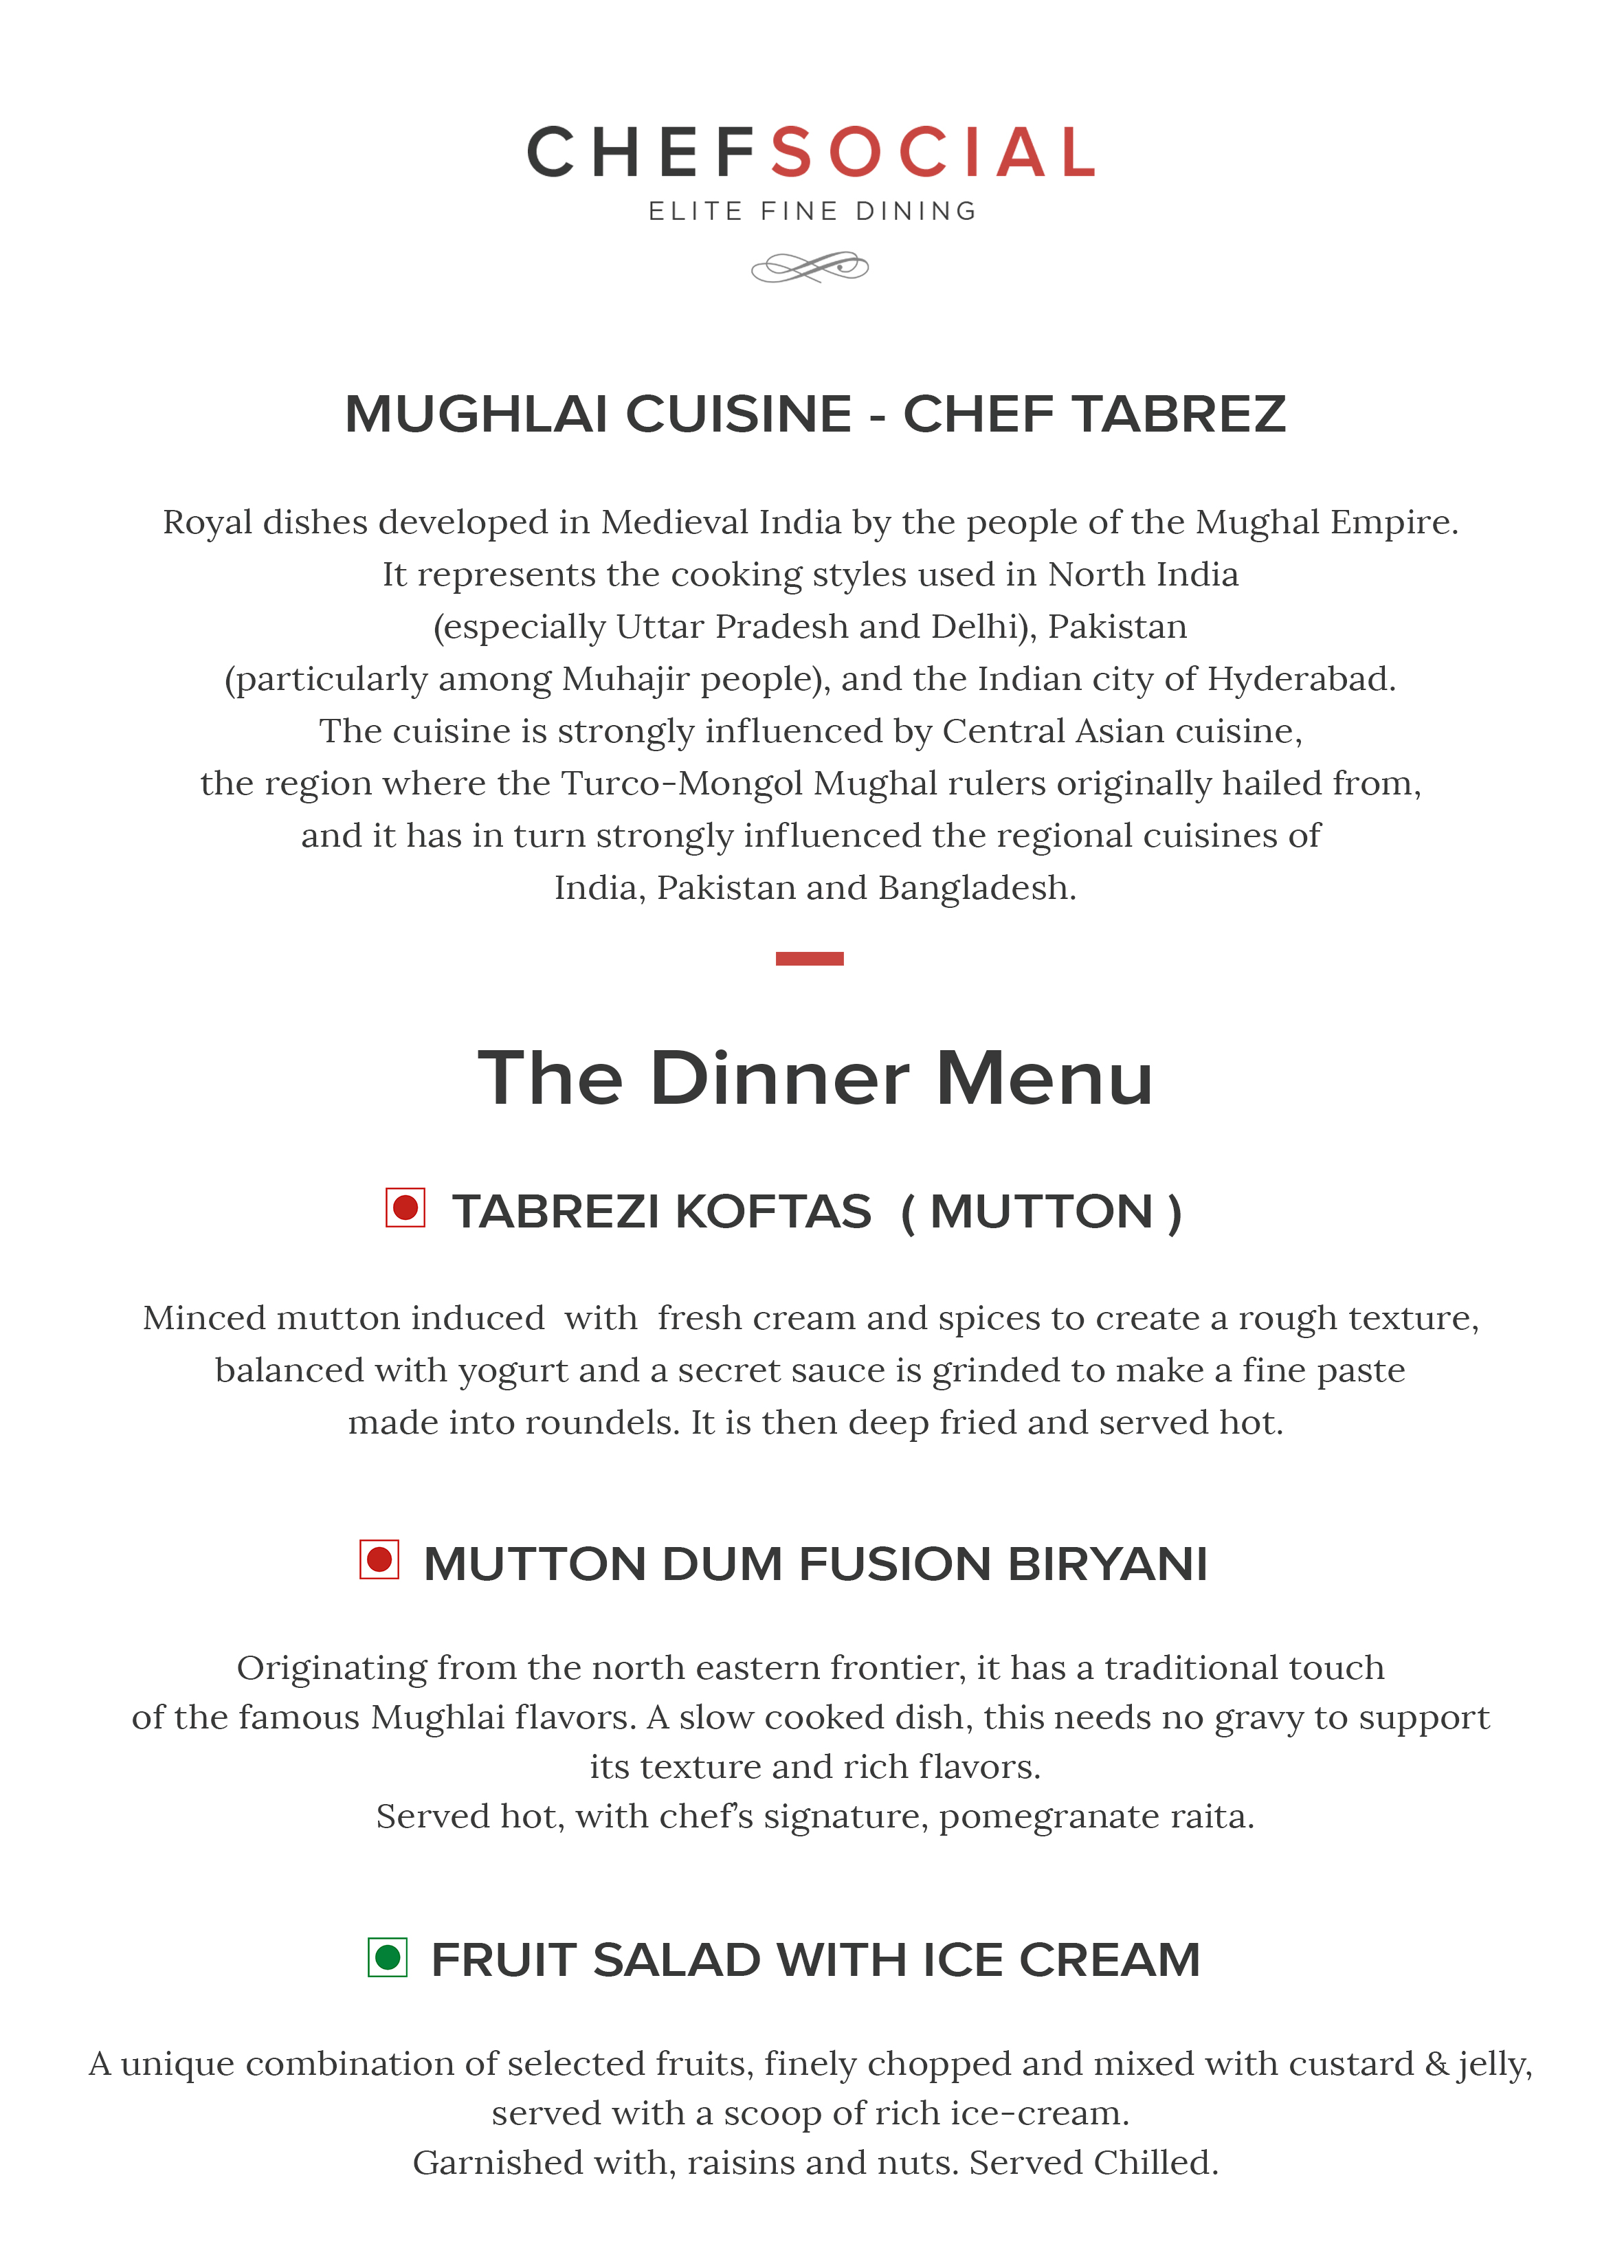 CHEFSOCIAL
ELITE FINE DINING
MUGHLAI CUISINE - CHEF TABREZ
Royal dishes developed in Medieval India by the people of the Mughal Empire.
It represents the cooking styles used in North India
(especially Uttar Pradesh and Delhi), Pakistan
(particularly among Muhajir people), and the Indian city of Hyderabad.
The cuisine is strongly influenced by Central Asian cuisine,
the region where the Turco-Mongol Mughal rulers originally hailed from,
and it has in turn strongly influenced the regional cuisines of
India, Pakistan and Bangladesh.
The Dinner Menu
TABREZI KOFTAS ( MUTTON )
Minced mutton induced with fresh cream and spices to create a rough texture,
balanced with yogurt and a secret sauce is grinded to make a fine paste
made into roundels. It is then deep fried and served hot.
MUTTON DUM FUSION BIRYANI
Originating from the north eastern frontier, it has a traditional touch
of the famous Mughlai flavors. A slow cooked dish, this needs no gravy to support
its texture and rich flavors.
Served hot, with chef’s signature, pomegranate raita.
FRUIT SALAD WITH ICE CREAM
A unique combination of selected fruits, finely chopped and mixed with custard & jelly,
served with a scoop of rich ice-cream.
Garnished with, raisins and nuts. Served Chilled.